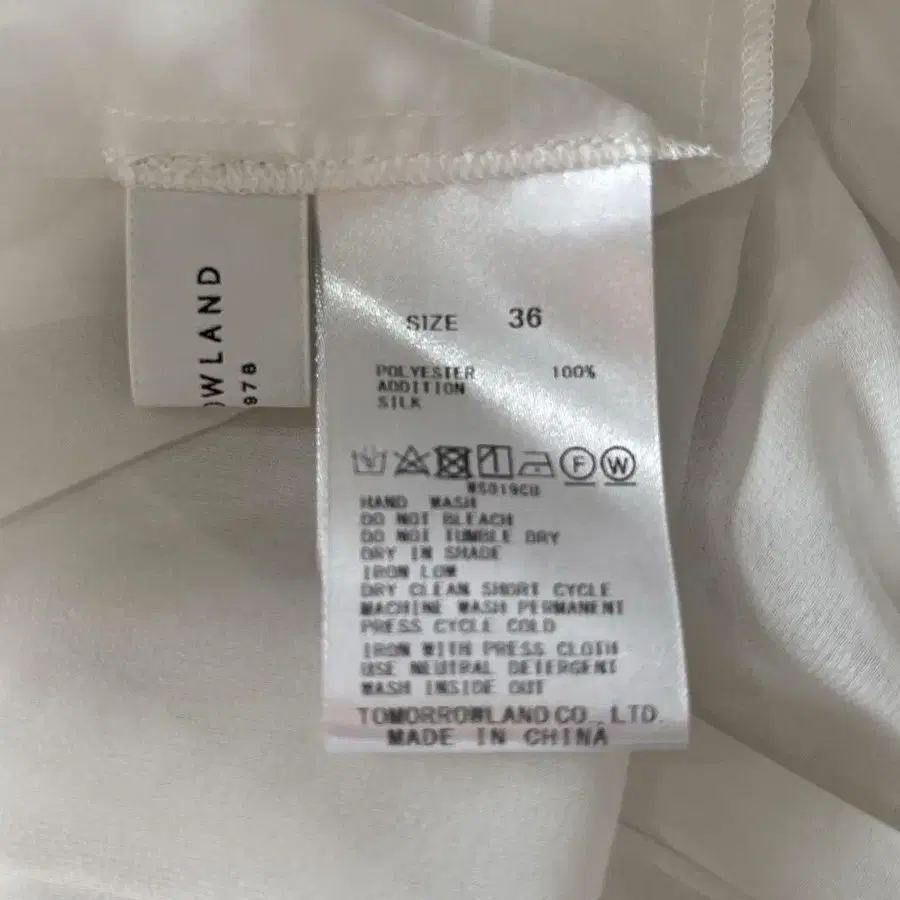 OWLAND
978
SIZE 36
POLYESTER 100%
ADDITION
SILK
F W
HAND WASH
DO NOT BLEACH
DO NOT TUMBLE DRY
DRY IN SHADE
IRON LOW
DRY CLEAN SHORT CYCLE
MACHINE WASH PERMANENT
PRESS CYCLE COLD
IRON WITH PRESS CLOTH
USE NEUTRAL DETERGENT
WASH INSIDE OUT
TOMORROWLAND CO., LTD.
MADE IN CHINA